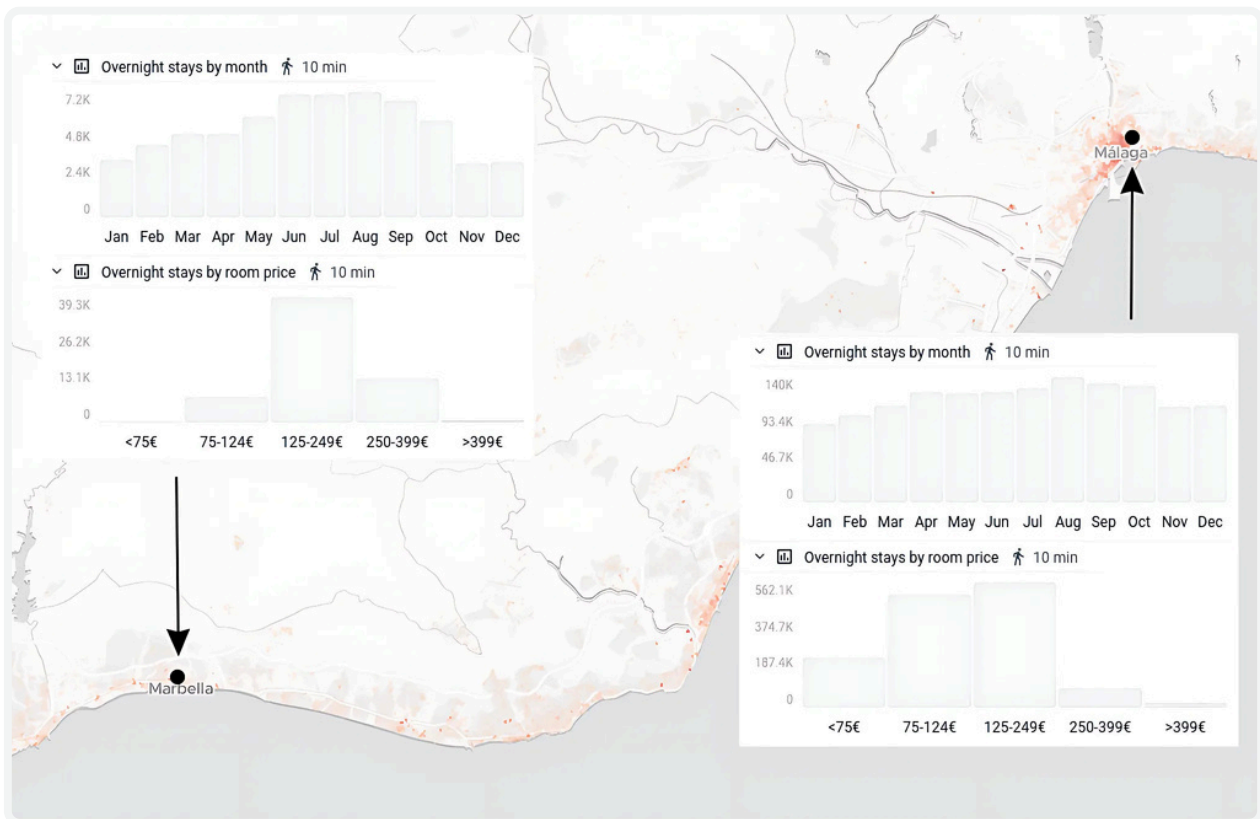 Overnight stays by month 10 min
7.2K
4.8K
2.4K
0
Jan Feb Mar Apr May Jun Jul Aug Sep Oct Nov Dec
Overnight stays by room price 10 min
39.3K
26.2K
13.1K
0
<75€ 75-124€ 125-249€ 250-399€ >399€
Marbella
Málaga
Overnight stays by month 10 min
140K
93.4K
46.7K
0
Jan Feb Mar Apr May Jun Jul Aug Sep Oct Nov Dec
Overnight stays by room price 10 min
562.1K
374.7K
187.4K
0
<75€ 75-124€ 125-249€ 250-399€ >399€